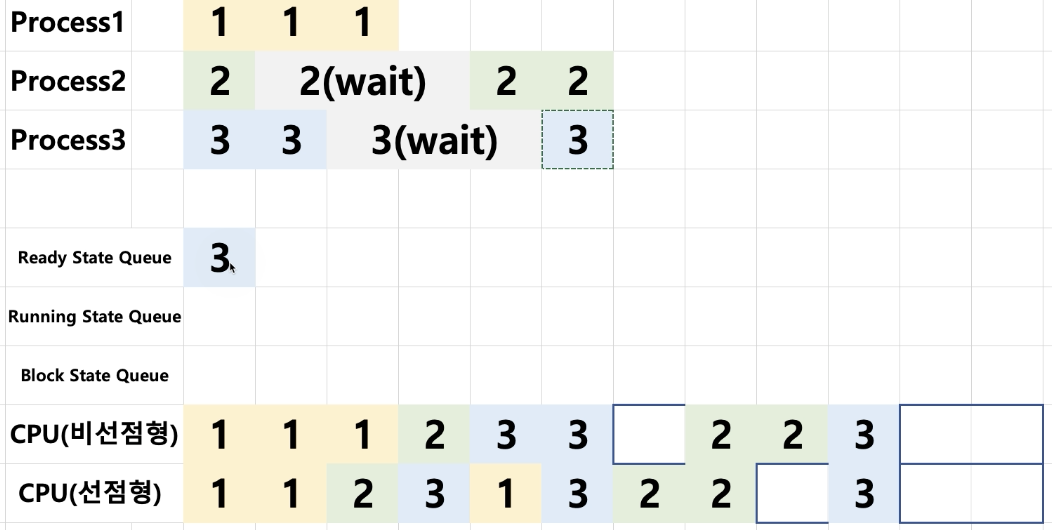 Process1 1 1 1
Process2 2 2(wait) 2 2
Process3 3 3 3(wait) 3
Ready State Queue 3
Running State Queue
Block State Queue
CPU(비선점형) 1 1 1 2 3 3 2 2 3
CPU(선점형) 1 1 2 3 1 3 2 2 3